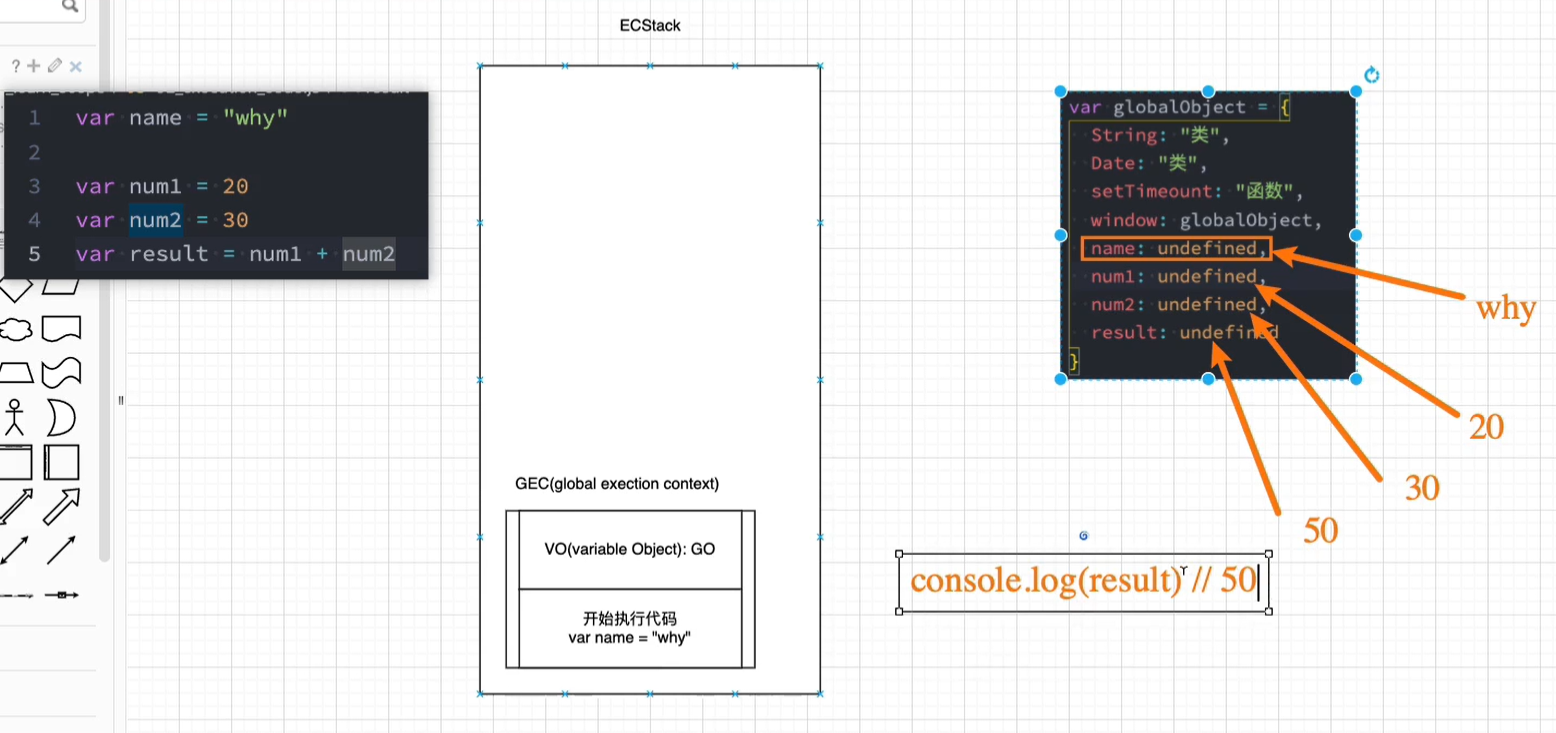 ECStack
1 var name = "why"
2
3 var num1 = 20
4 var num2 = 30
5 var result = num1 + num2
GEC(global exection context)
VO(variable Object): GO
开始执行代码
var name = "why"
var globalObject = {
String: "类",
Date: "类",
setTimeount: "函数",
window: globalObject,
name: undefined,
num1: undefined,
num2: undefined,
result: undefined
}
why
20
30
50
console.log(result) // 50